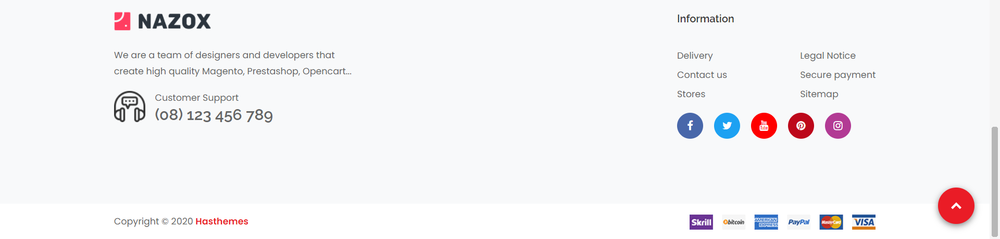 NAZOX
We are a team of designers and developers that
create high quality Magento, Prestashop, Opencart...
Customer Support
(08) 123 456 789
Information
Delivery
Contact us
Stores
Legal Notice
Secure payment
Sitemap
You
Tube
Copyright © 2020 Hasthemes
Skrill
bitcoin
AMERICAN
EXPRESS
PayPal
MasterCard
VISA